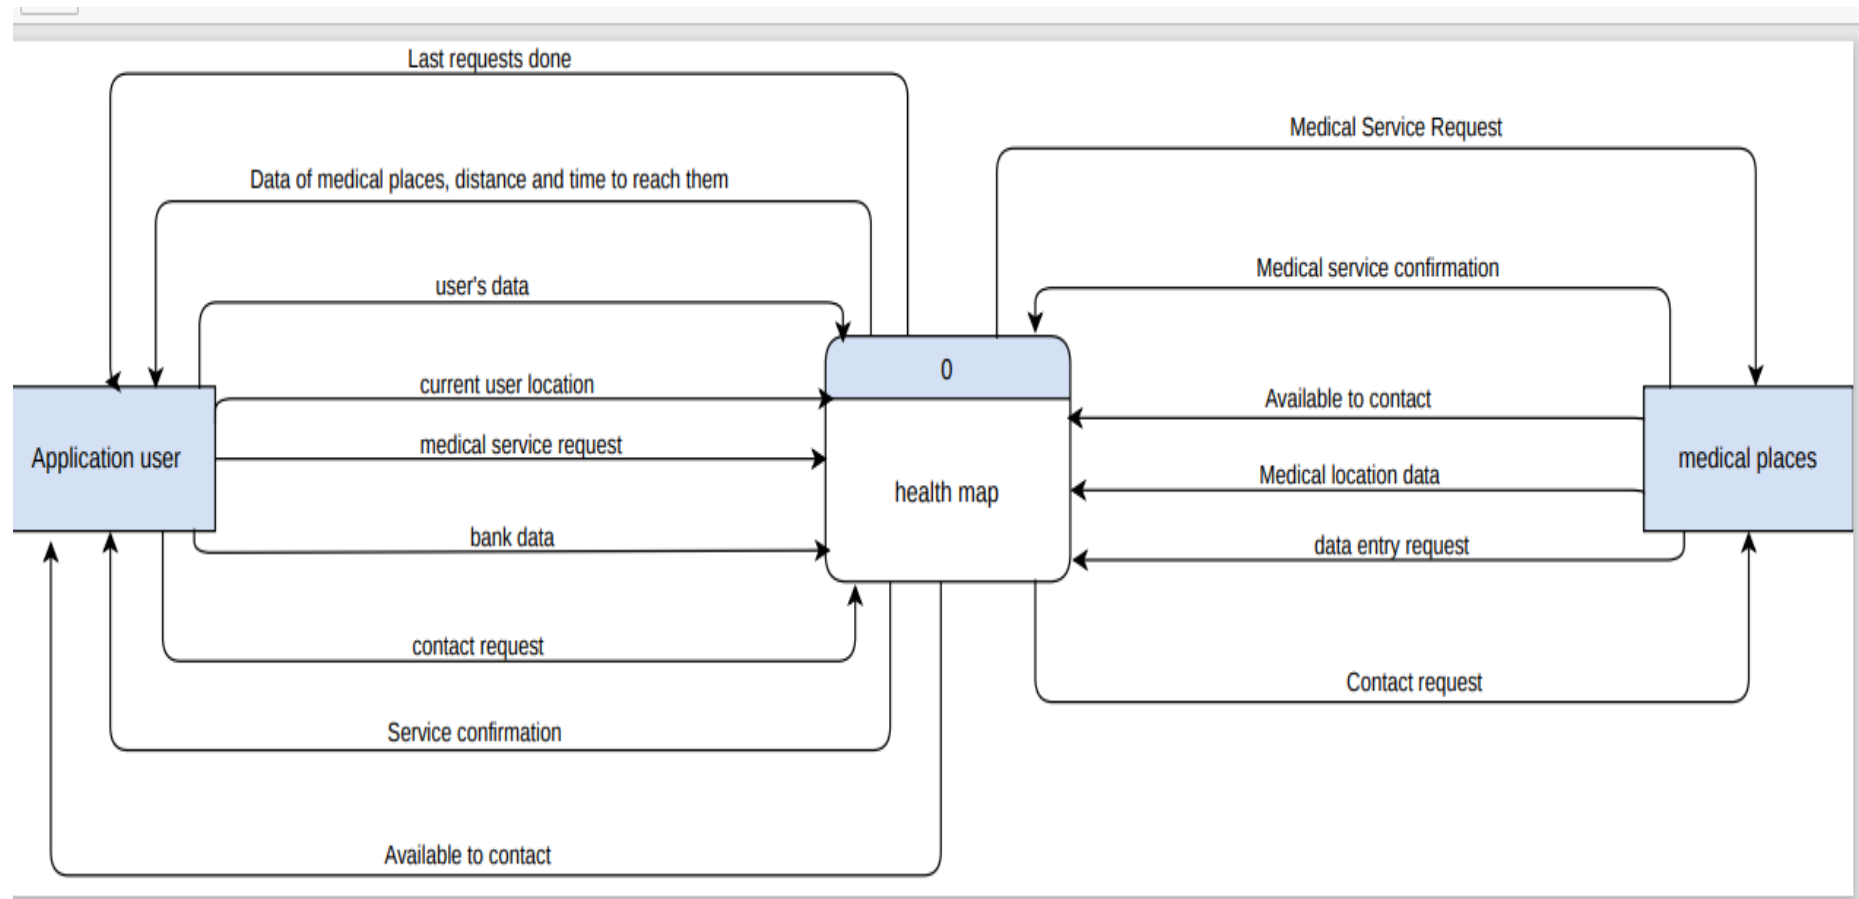 Last requests done
Medical Service Request
Data of medical places, distance and time to reach them
Medical service confirmation
user's data
0
current user location
Available to contact
medical service request
Application user
medical places
Medical location data
health map
bank data
data entry request
contact request
Contact request
Service confirmation
Available to contact